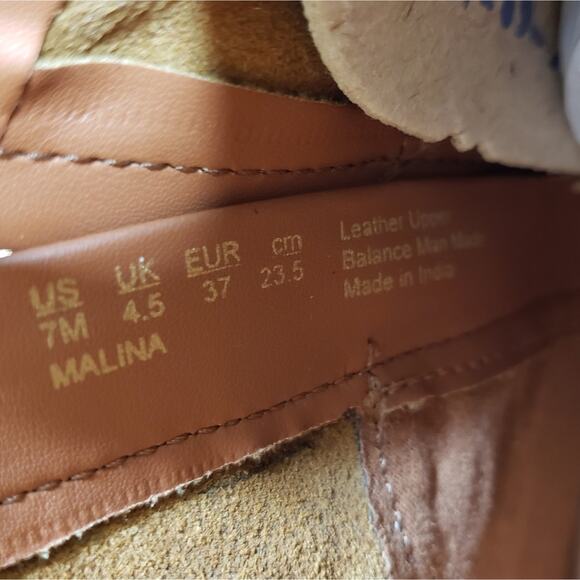 US UK EUR cm
7M 4.5 37 23.5
MALINA
Leather Upper
Balance Man Made
Made in India